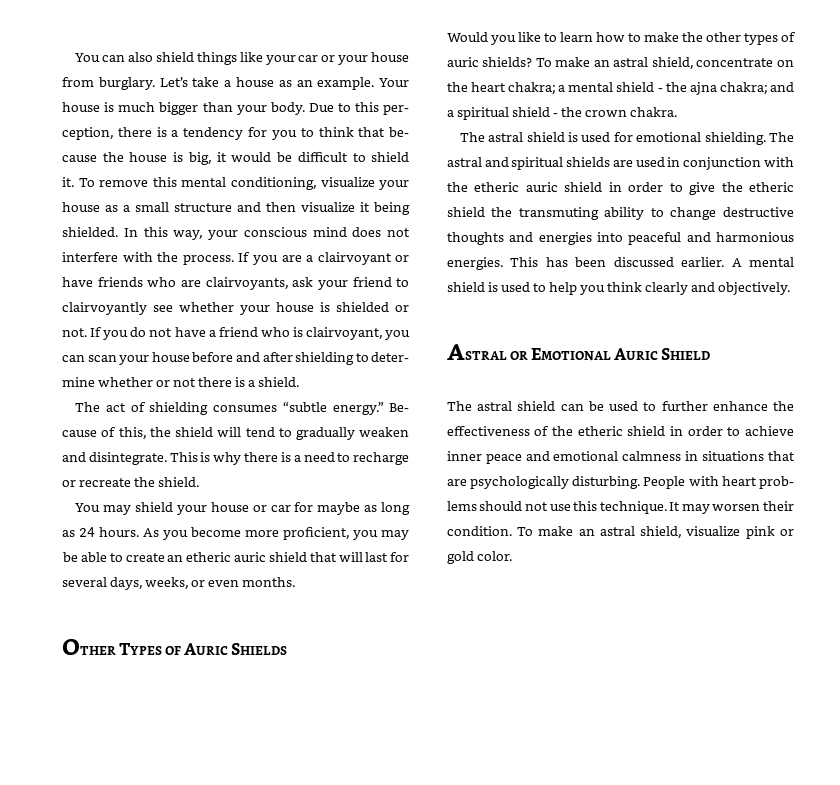 You can also shield things like your car or your house
from burglary. Let's take a house as an example. Your
house is much bigger than your body. Due to this per-
ception, there is a tendency for you to think that be-
cause the house is big, it would be difficult to shield
it. To remove this mental conditioning, visualize your
house as a small structure and then visualize it being
shielded. In this way, your conscious mind does not
interfere with the process. If you are a clairvoyant or
have friends who are clairvoyants, ask your friend to
clairvoyantly see whether your house is shielded or
not. If you do not have a friend who is clairvoyant, you
can scan your house before and after shielding to deter-
mine whether or not there is a shield.
The act of shielding consumes “subtle energy.” Be-
cause of this, the shield will tend to gradually weaken
and disintegrate. This is why there is a need to recharge
or recreate the shield.
You may shield your house or car for maybe as long
as 24 hours. As you become more proficient, you may
be able to create an etheric auric shield that will last for
several days, weeks, or even months.
Other Types of Auric Shields
Would you like to learn how to make the other types of
auric shields? To make an astral shield, concentrate on
the heart chakra; a mental shield - the ajna chakra; and
a spiritual shield - the crown chakra.
The astral shield is used for emotional shielding. The
astral and spiritual shields are used in conjunction with
the etheric auric shield in order to give the etheric
shield the transmuting ability to change destructive
thoughts and energies into peaceful and harmonious
energies. This has been discussed earlier. A mental
shield is used to help you think clearly and objectively.
Astral or Emotional Auric Shield
The astral shield can be used to further enhance the
effectiveness of the etheric shield in order to achieve
inner peace and emotional calmness in situations that
are psychologically disturbing. People with heart prob-
lems should not use this technique. It may worsen their
condition. To make an astral shield, visualize pink or
gold color.